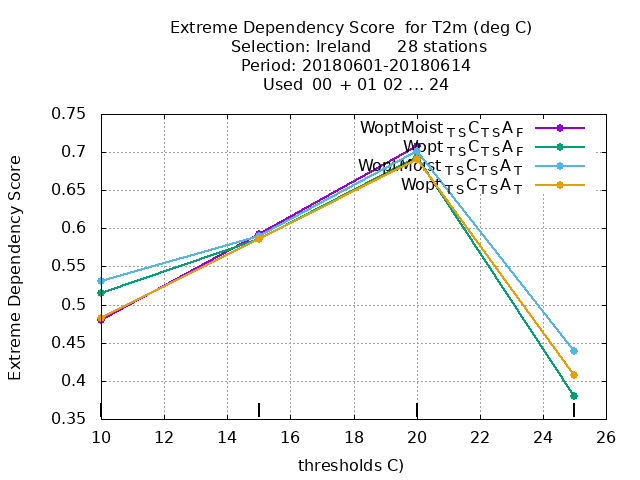 Extreme Dependency Score  for T2m (deg C)
Selection: Ireland     28 stations
Period: 20180601-20180614
Used  00 + 01 02 ... 24
Extreme Dependency Score
0.75
0.7
0.65
0.6
0.55
0.5
0.45
0.4
0.35
WoptMoist TS C TS A F
Wopt TS C TS A F
WoptMoist TS C TS A T
Wopt TS C TS A T
10 12 14 16 18 20 22 24 26
thresholds C)